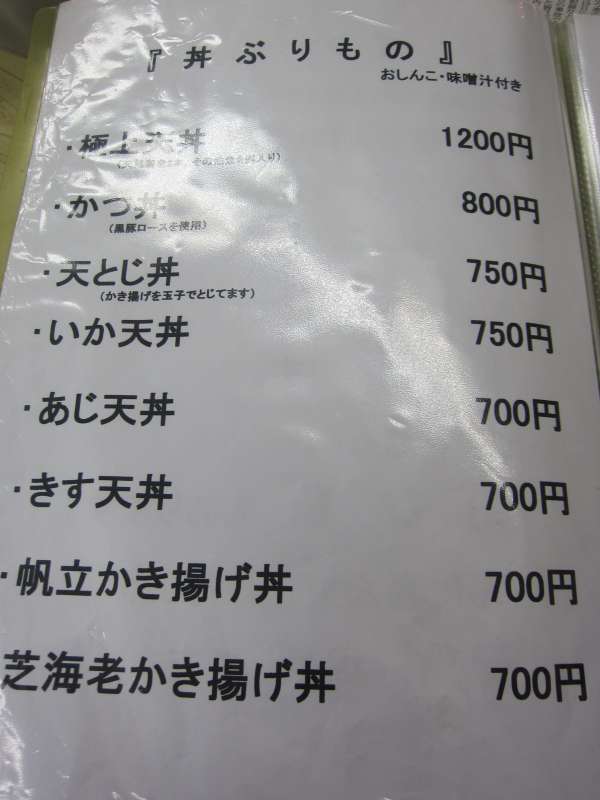 『丼ぶりもの』
おしんこ・味噌汁付き
・極上天丼 1200円
・かつ丼 800円
(黒豚ロースを使用)
・天とじ丼 750円
(かき揚げを玉子でとじてます)
・いか天丼 750円
・あじ天丼 700円
・きす天丼 700円
・帆立かき揚げ丼 700円
芝海老かき揚げ丼 700円